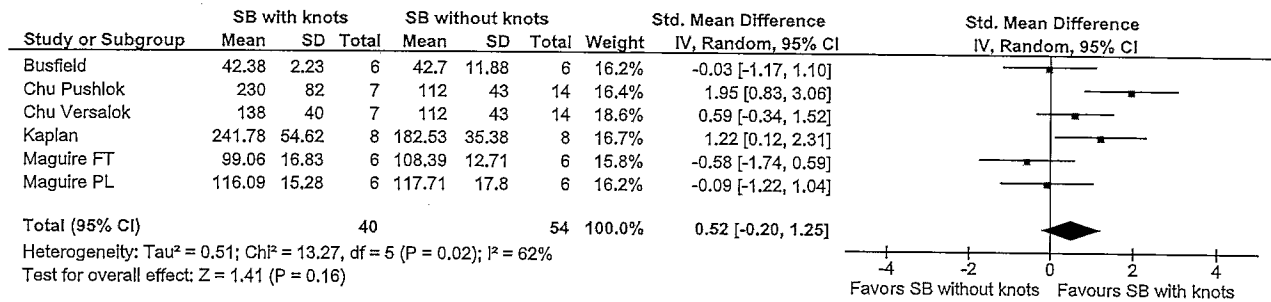 SB with knots SB without knots Std. Mean Difference Std. Mean Difference
Study or Subgroup Mean SD Total Mean SD Total Weight IV, Random, 95% CI IV, Random, 95% CI
Busfield 42.38 2.23 6 42.7 11.88 6 16.2% -0.03 [-1.17, 1.10]
Chu Pushlok 230 82 7 112 43 14 16.4% 1.95 [0.83, 3.06]
Chu Versalok 138 40 7 112 43 14 18.6% 0.59 [-0.34, 1.52]
Kaplan 241.78 54.62 8 182.53 35.38 8 16.7% 1.22 [0.12, 2.31]
Maguire FT 99.06 16.83 6 108.39 12.71 6 15.8% -0.58 [-1.74, 0.59]
Maguire PL 116.09 15.28 6 117.71 17.8 6 16.2% -0.09 [-1.22, 1.04]
Total (95% CI) 40 54 100.0% 0.52 [-0.20, 1.25]
Heterogeneity: Tau² = 0.51; Chi² = 13.27, df = 5 (P = 0.02); I² = 62%
Test for overall effect: Z = 1.41 (P = 0.16)
-4 -2 0 2 4
Favors SB without knots Favours SB with knots